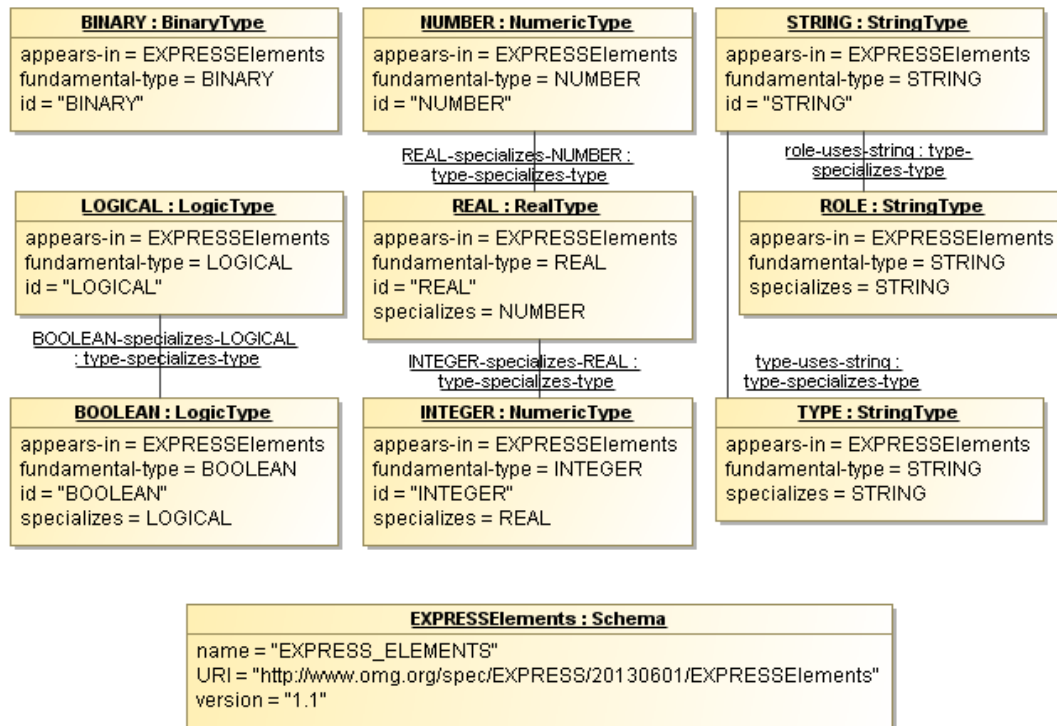 BINARY : BinaryType
appears-in = EXPRESSElements
fundamental-type = BINARY
id = "BINARY"
NUMBER : NumericType
appears-in = EXPRESSElements
fundamental-type = NUMBER
id = "NUMBER"
STRING : StringType
appears-in = EXPRESSElements
fundamental-type = STRING
id = "STRING"
REAL-specializes-NUMBER :
type-specializes-type
role-uses-string : type-
specializes-type
LOGICAL : LogicType
appears-in = EXPRESSElements
fundamental-type = LOGICAL
id = "LOGICAL"
REAL : RealType
appears-in = EXPRESSElements
fundamental-type = REAL
id = "REAL"
specializes = NUMBER
ROLE : StringType
appears-in = EXPRESSElements
fundamental-type = STRING
specializes = STRING
BOOLEAN-specializes-LOGICAL
: type-specializes-type
INTEGER-specializes-REAL :
type-specializes-type
type-uses-string :
type-specializes-type
BOOLEAN : LogicType
appears-in = EXPRESSElements
fundamental-type = BOOLEAN
id = "BOOLEAN"
specializes = LOGICAL
INTEGER : NumericType
appears-in = EXPRESSElements
fundamental-type = INTEGER
id = "INTEGER"
specializes = REAL
TYPE : StringType
appears-in = EXPRESSElements
fundamental-type = STRING
specializes = STRING
EXPRESSElements : Schema
name = "EXPRESS_ELEMENTS"
URI = "http://www.omg.org/spec/EXPRESS/20130601/EXPRESSElements"
version = "1.1"